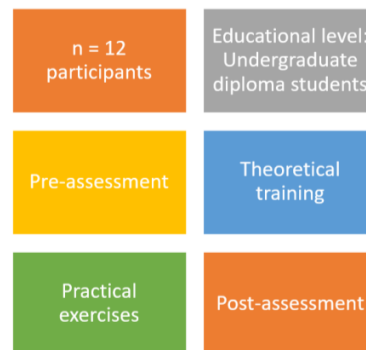 n = 12
participants
Educational level:
Undergraduate
diploma students
Pre-assessment
Theoretical
training
Practical
exercises
Post-assessment